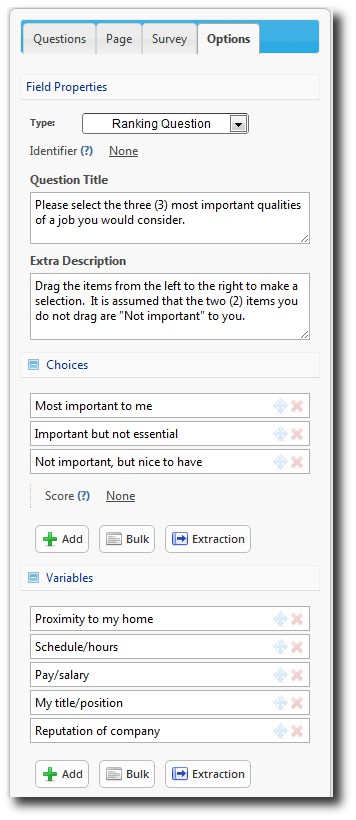 Questions Page Survey Options
Field Properties
Type: Ranking Question
Identifier (?) None
Question Title
Please select the three (3) most important qualities
of a job you would consider.
Extra Description
Drag the items from the left to the right to make a
selection.  It is assumed that the two (2) items you
do not drag are "Not important" to you.
Choices
Most important to me
Important but not essential
Not important, but nice to have
Score (?) None
Add Bulk Extraction
Variables
Proximity to my home
Schedule/hours
Pay/salary
My title/position
Reputation of company
Add Bulk Extraction